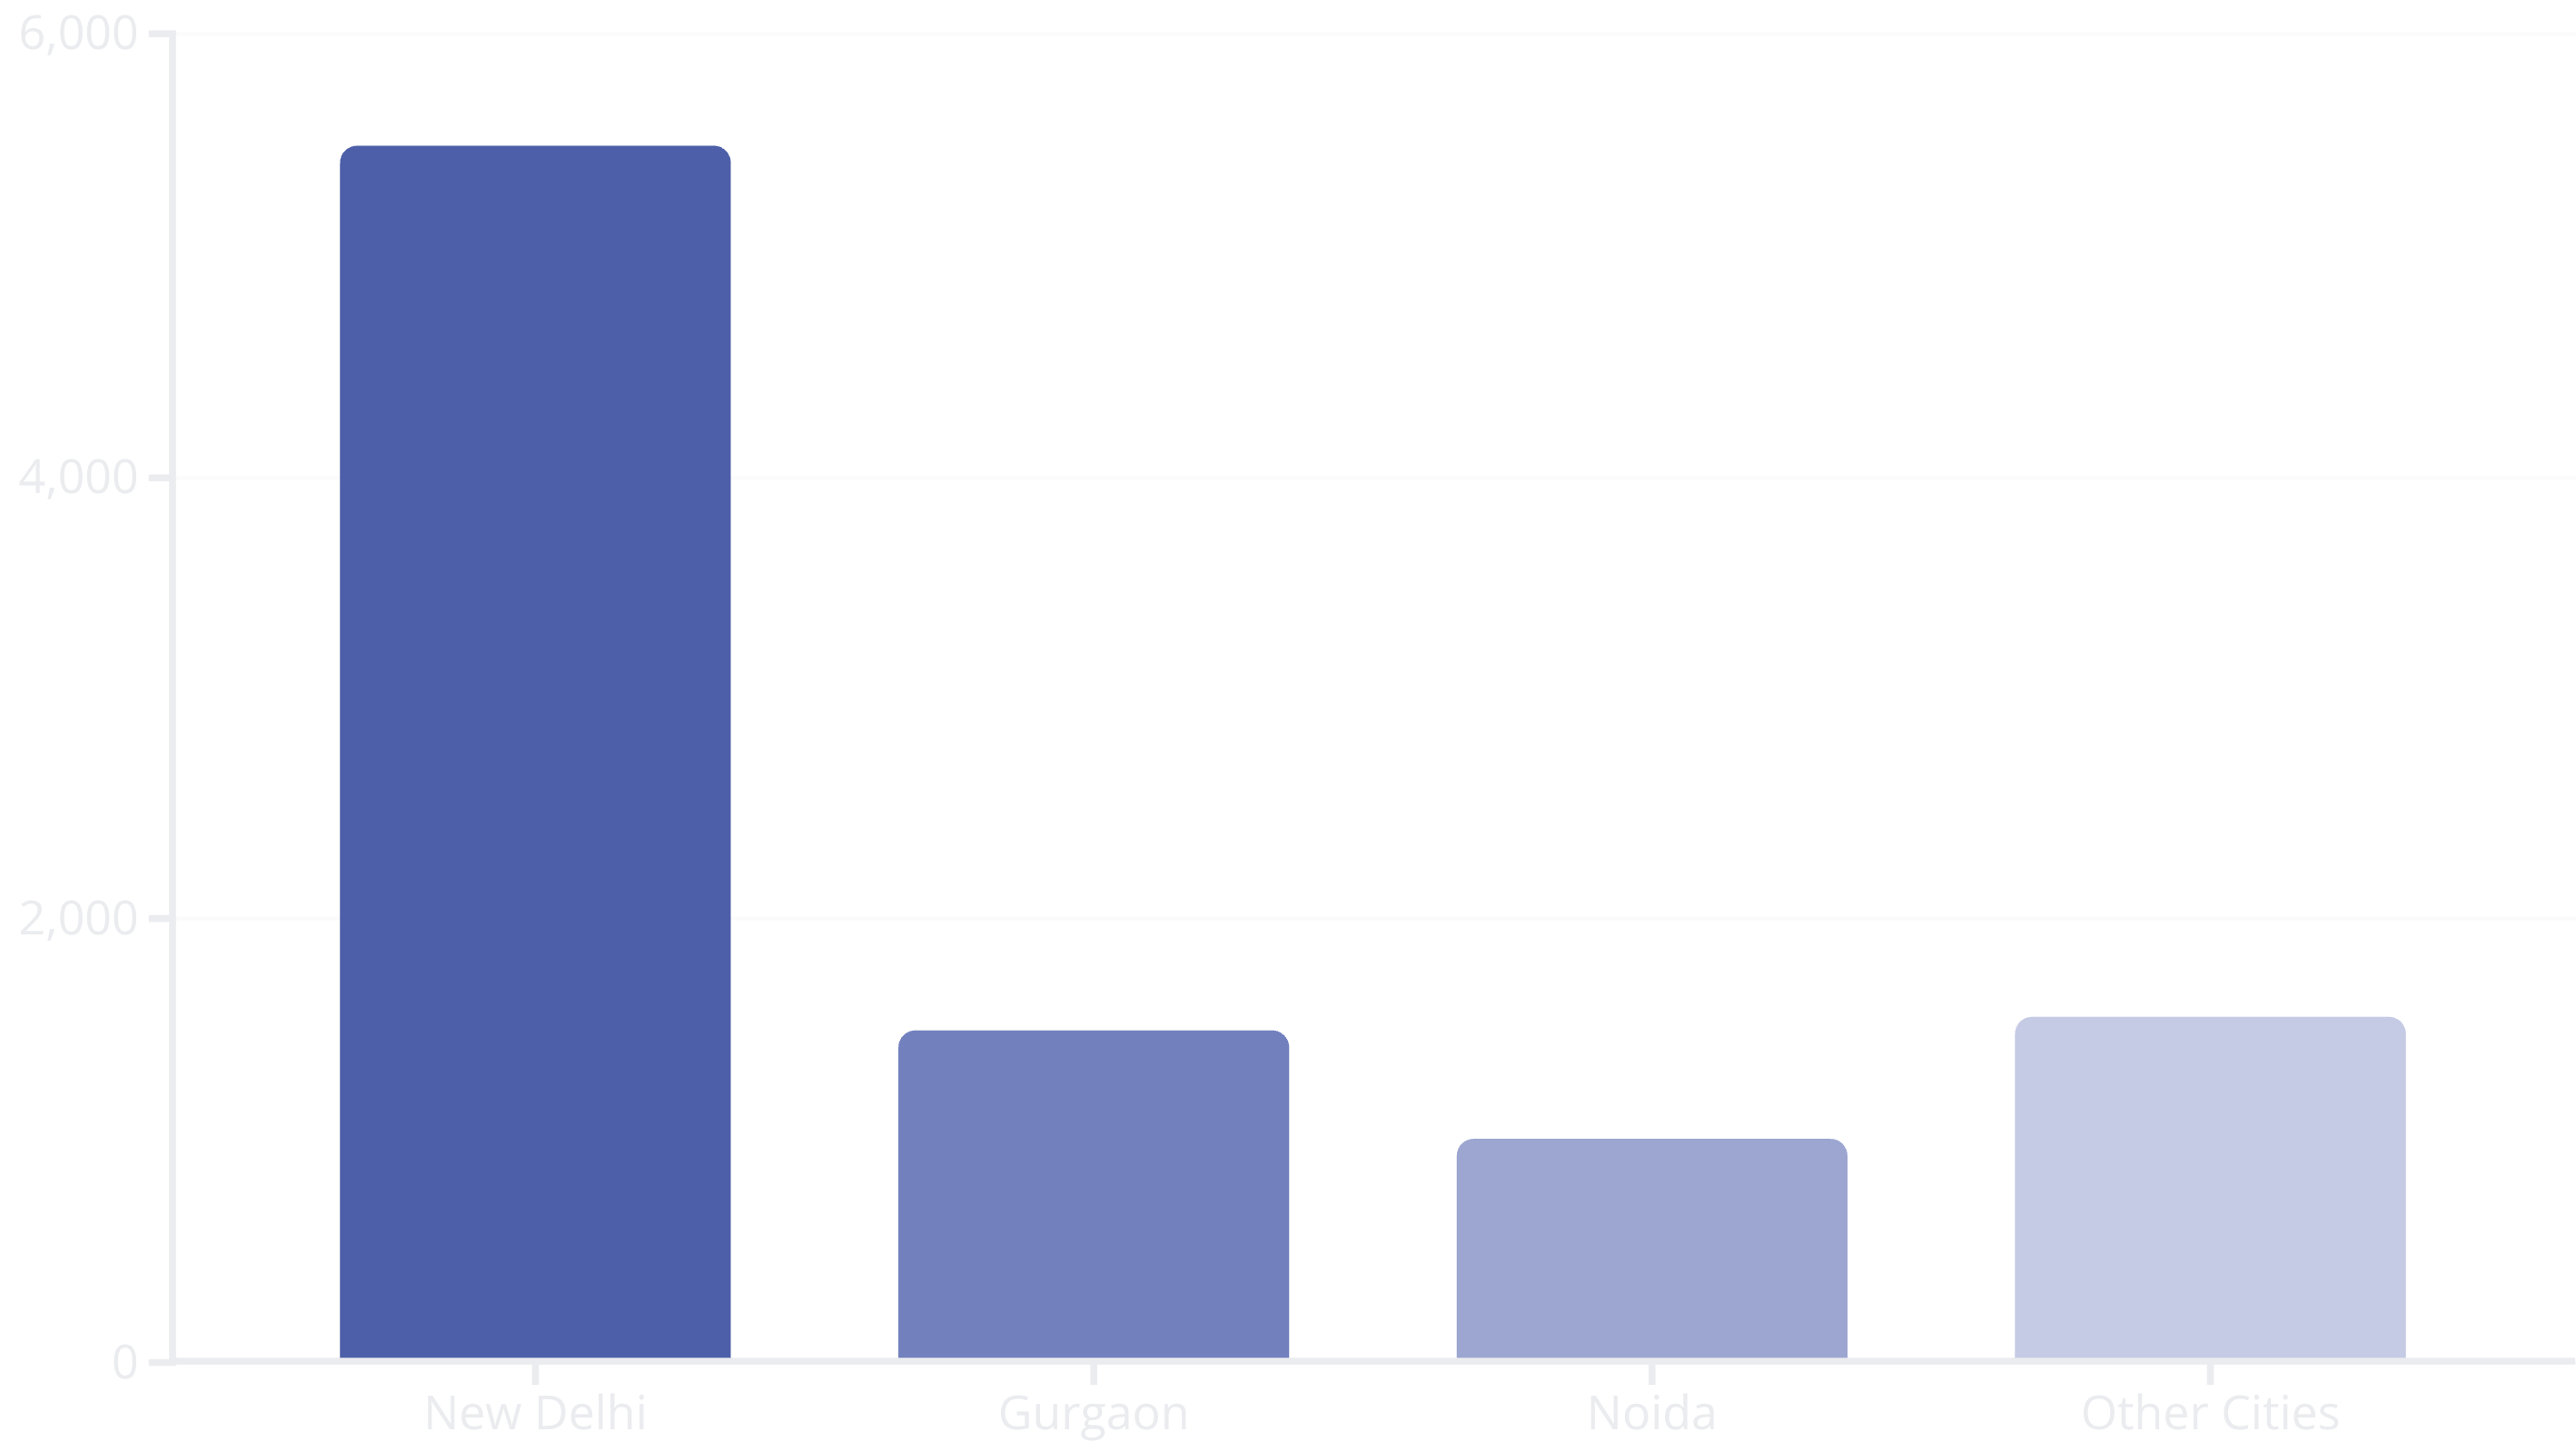 6,000
4,000
2,000
0
New Delhi
Gurgaon
Noida
Other Cities